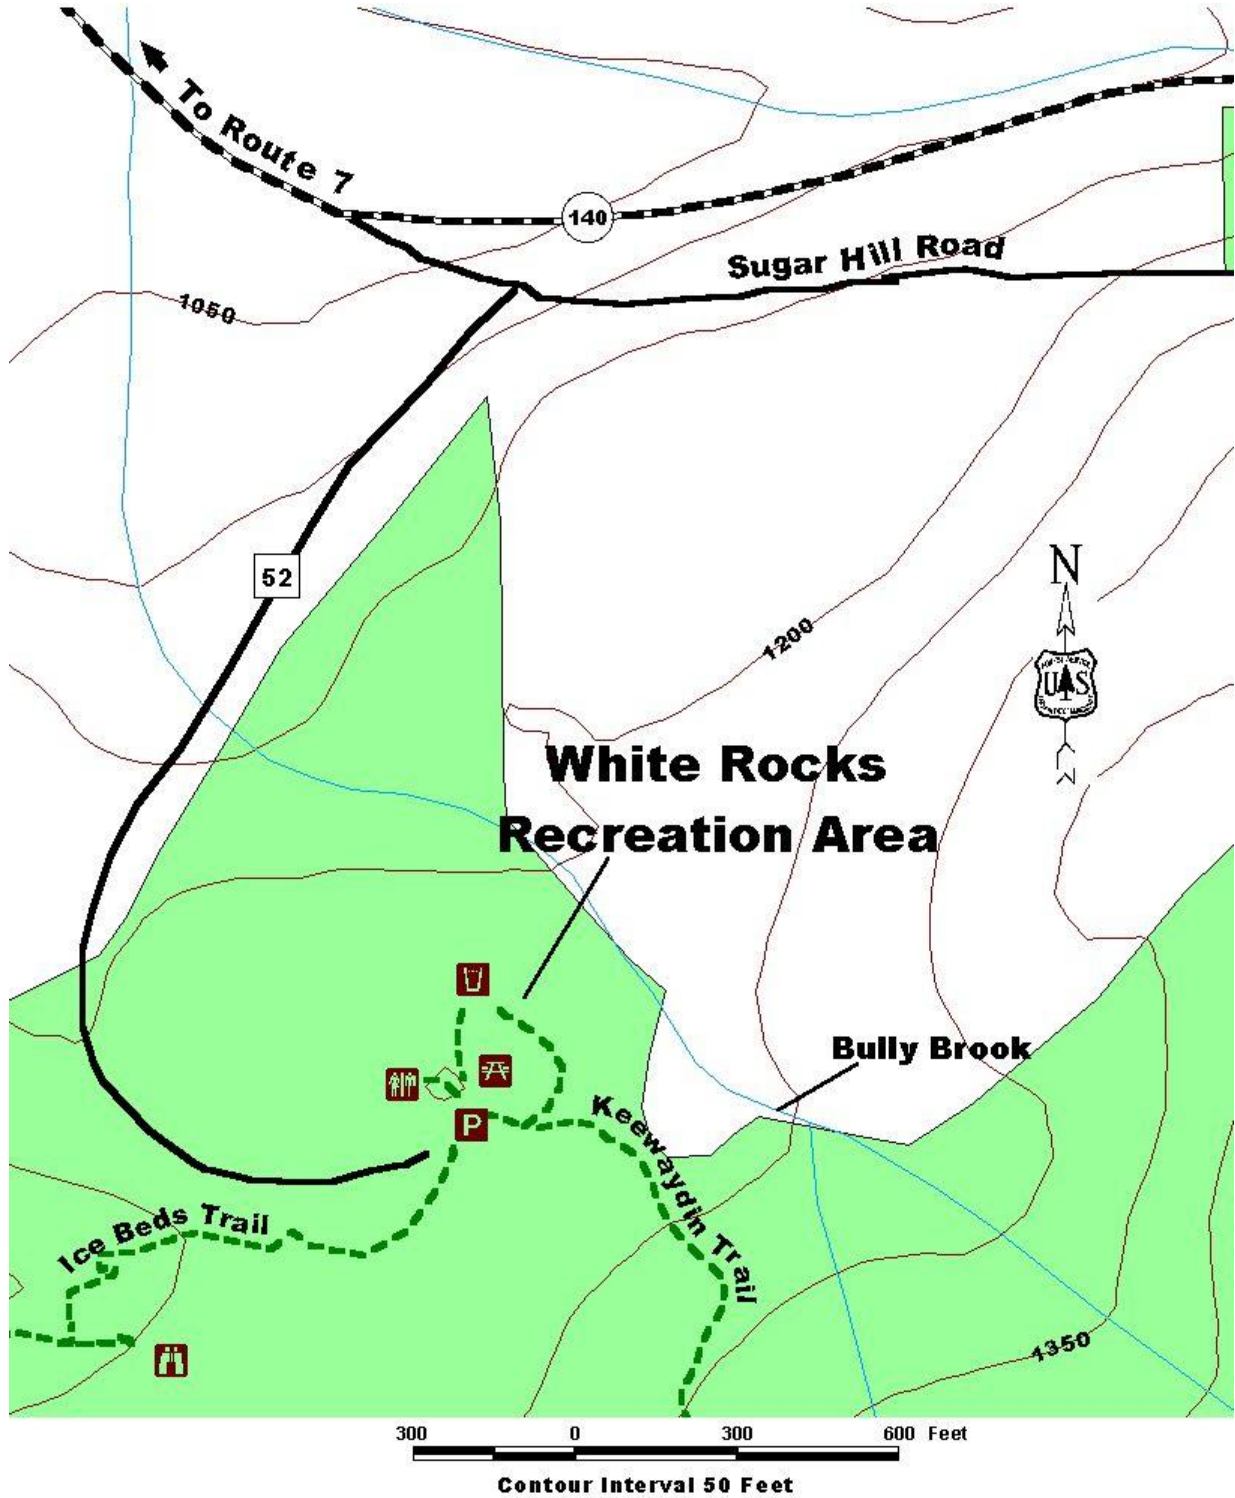 To Route 7
140
Sugar Hill Road
1050
52
N
1200
U S
White Rocks
Recreation Area
Bully Brook
P
Keewaydin Trail
Ice Beds Trail
1350
300 0 300 600 Feet
Contour Interval 50 Feet